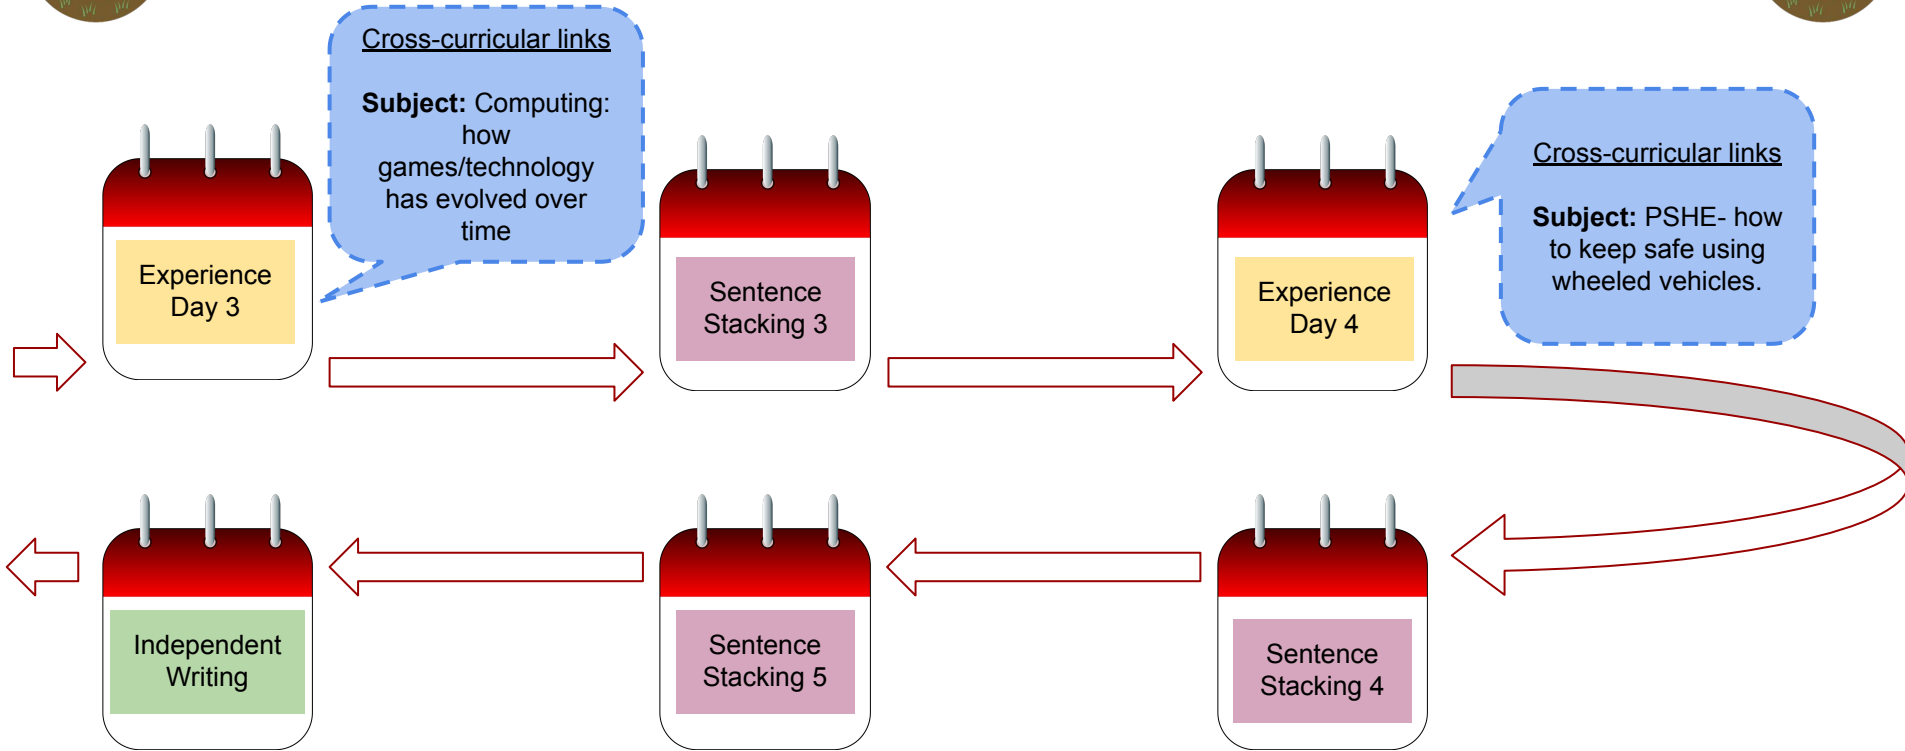 Cross-curricular links
Subject: Computing:
how
games/technology
has evolved over
time
Experience
Day 3
Sentence
Stacking 3
Experience
Day 4
Cross-curricular links
Subject: PSHE- how
to keep safe using
wheeled vehicles.
Sentence
Stacking 4
Sentence
Stacking 5
Independent
Writing